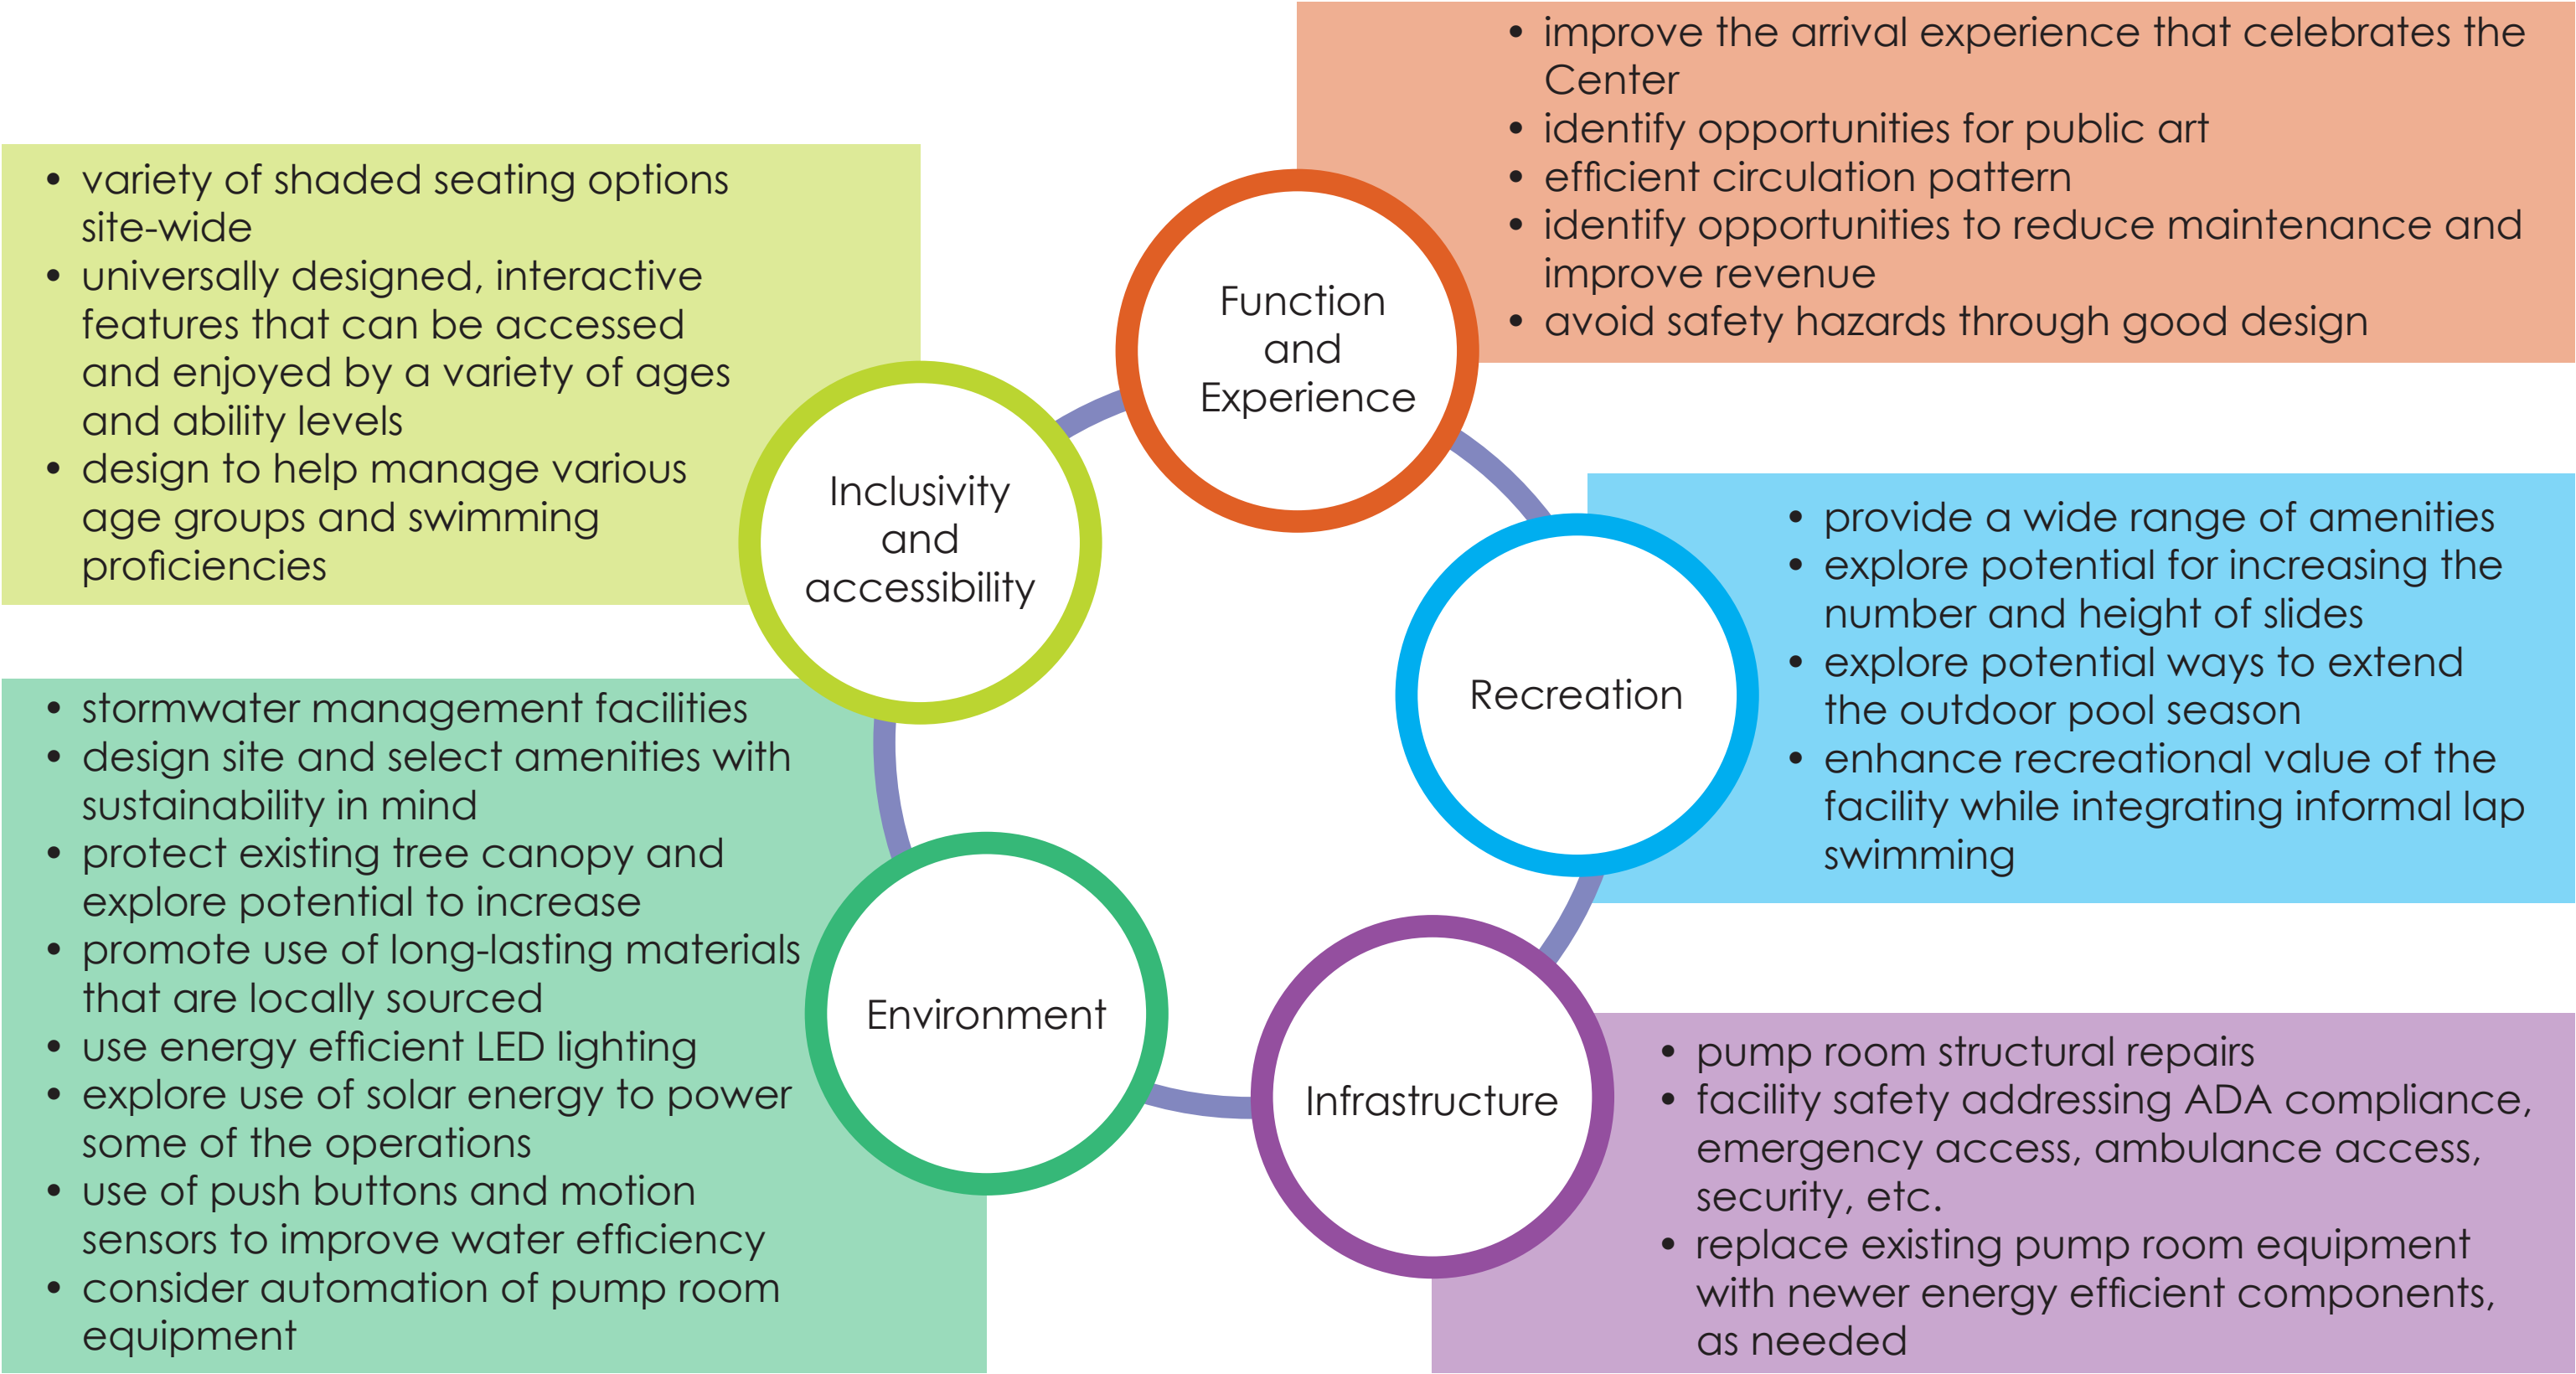 Function
and
Experience
• improve the arrival experience that celebrates the
Center
• identify opportunities for public art
• efficient circulation pattern
• identify opportunities to reduce maintenance and
improve revenue
• avoid safety hazards through good design
Recreation
• provide a wide range of amenities
• explore potential for increasing the
number and height of slides
• explore potential ways to extend
the outdoor pool season
• enhance recreational value of the
facility while integrating informal lap
swimming
Infrastructure
• pump room structural repairs
• facility safety addressing ADA compliance,
emergency access, ambulance access,
security, etc.
• replace existing pump room equipment
with newer energy efficient components,
as needed
Environment
• stormwater management facilities
• design site and select amenities with
sustainability in mind
• protect existing tree canopy and
explore potential to increase
• promote use of long-lasting materials
that are locally sourced
• use energy efficient LED lighting
• explore use of solar energy to power
some of the operations
• use of push buttons and motion
sensors to improve water efficiency
• consider automation of pump room
equipment
Inclusivity
and
accessibility
• variety of shaded seating options
site-wide
• universally designed, interactive
features that can be accessed
and enjoyed by a variety of ages
and ability levels
• design to help manage various
age groups and swimming
proficiencies